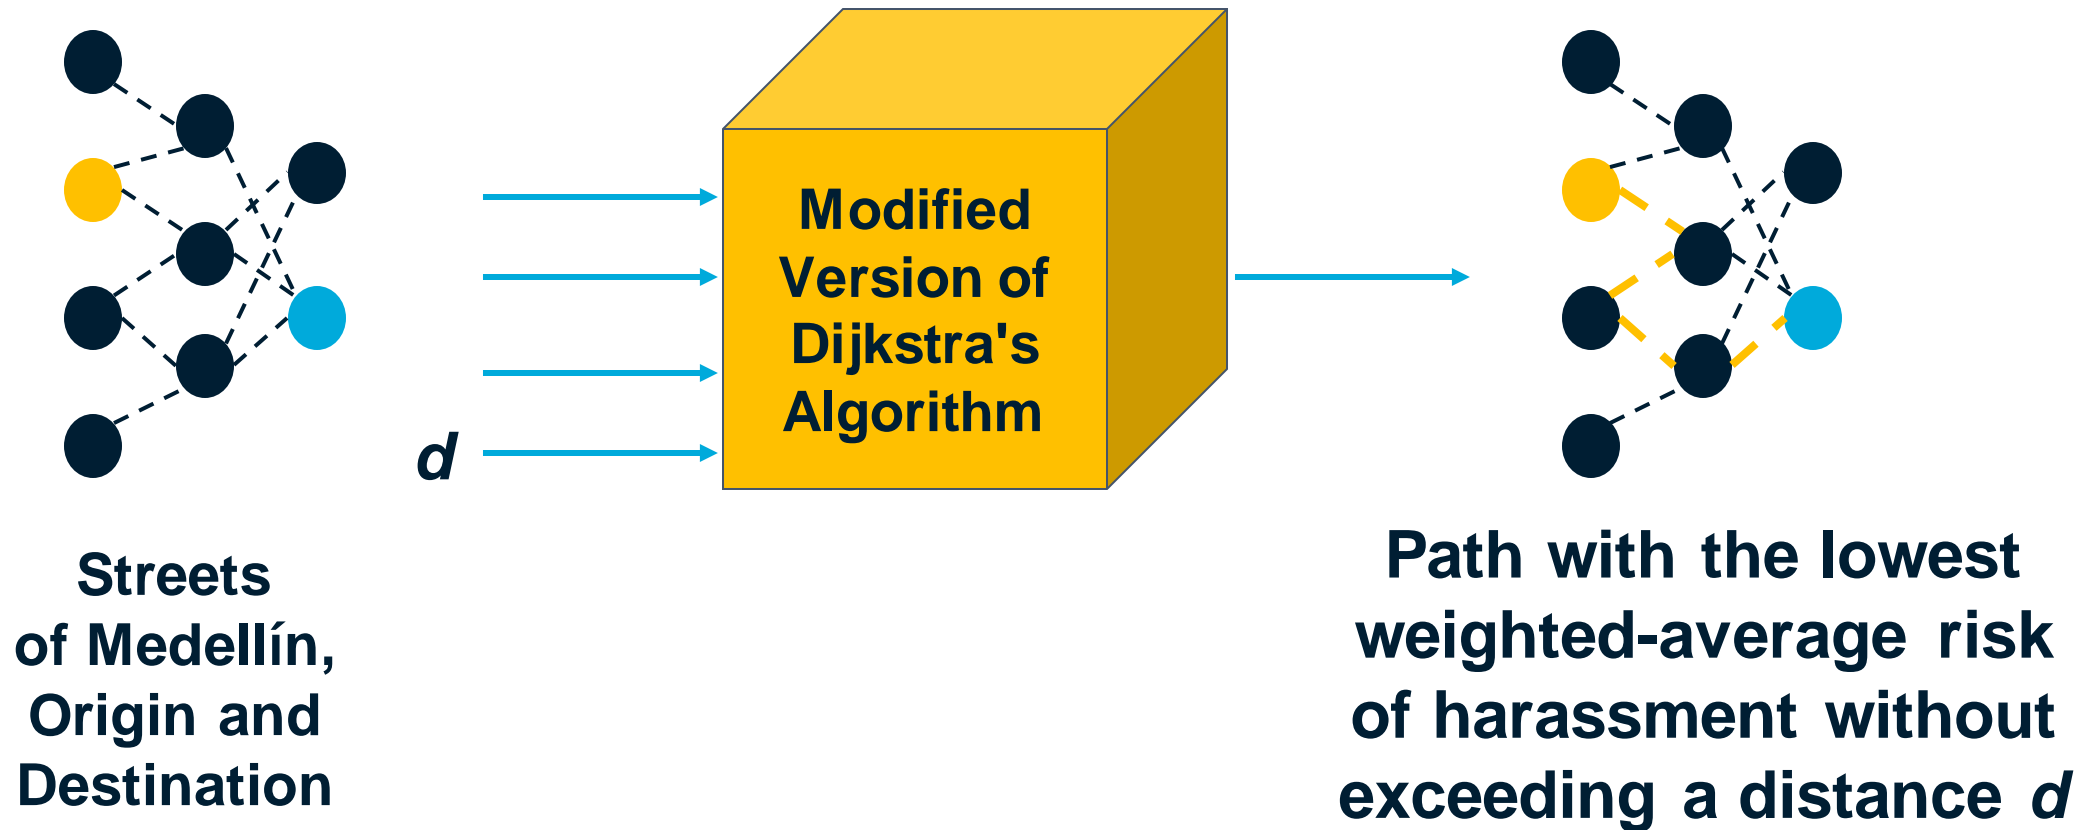 Modified
Version of
Dijkstra's
Algorithm
d
Streets
of Medellín,
Origin and
Destination
Path with the lowest
weighted-average risk
of harassment without
exceeding a distance d